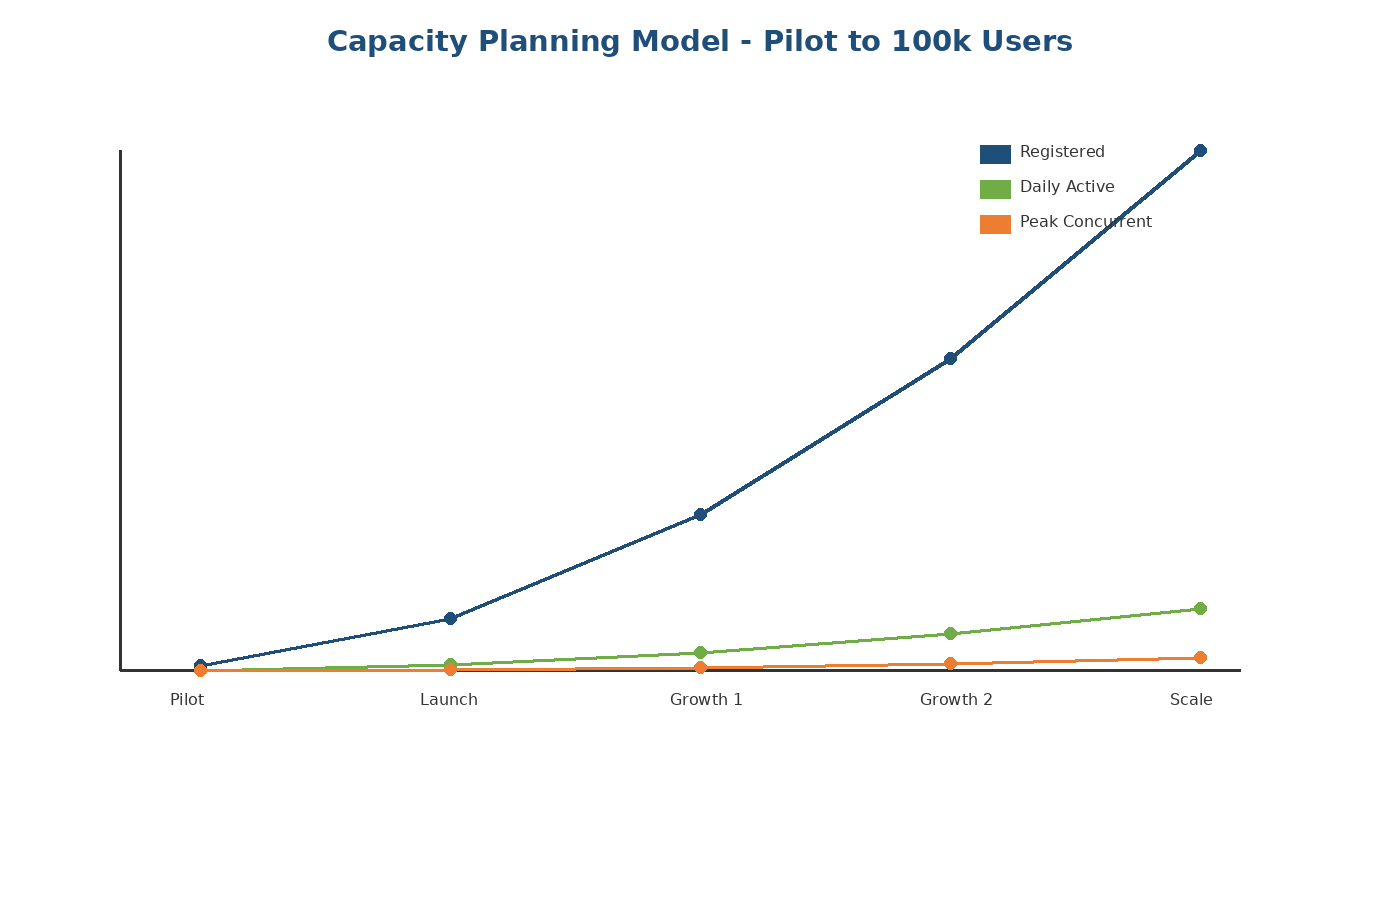 Capacity Planning Model - Pilot to 100k Users
Registered
Daily Active
Peak Concurrent
Pilot
Launch
Growth 1
Growth 2
Scale